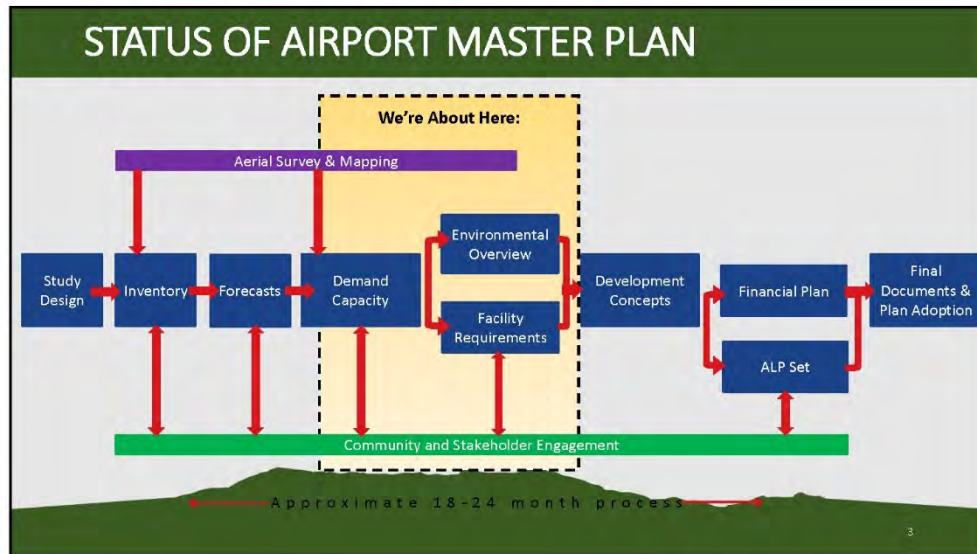 STATUS OF AIRPORT MASTER PLAN
We're About Here:
Aerial Survey & Mapping
Study
Design
Inventory
Forecasts
Demand
Capacity
Environmental
Overview
Facility
Requirements
Development
Concepts
Financial Plan
ALP Set
Final
Documents &
Plan Adoption
Community and Stakeholder Engagement
Approximate 18-24 month process
3